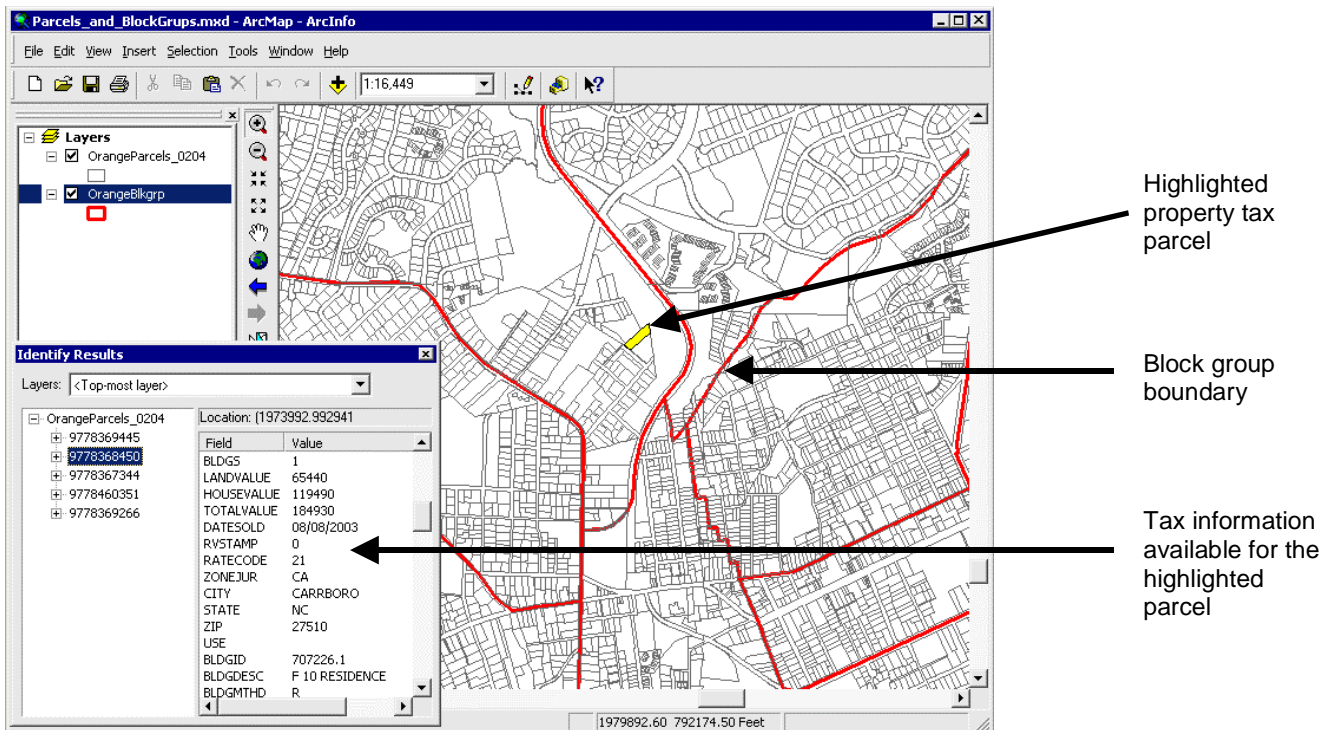 Parcels_and_BlockGrups.mxd - ArcMap - ArcInfo
File Edit View Insert Selection Tools Window Help
1:16,449
Layers
OrangeParcels_0204
OrangeBlkgrp
Highlighted
property tax
parcel
Block group
boundary
Tax information
available for the
highlighted
parcel
Identify Results
Layers: <Top-most layer>
OrangeParcels_0204
9778369445
9778368450
9778367344
9778460351
9778369266
Location: (1973992.992941
Field Value
BLDGS 1
LANDVALUE 65440
HOUSEVALUE 119490
TOTALVALUE 184930
DATESOLD 08/08/2003
RVSTAMP 0
RATECODE 21
ZONEJUR CA
CITY CARRBORO
STATE NC
ZIP 27510
USE
BLDGID 707226.1
BLDGDESC F 10 RESIDENCE
BLDGMTHD R
1979892.60 792174.50 Feet